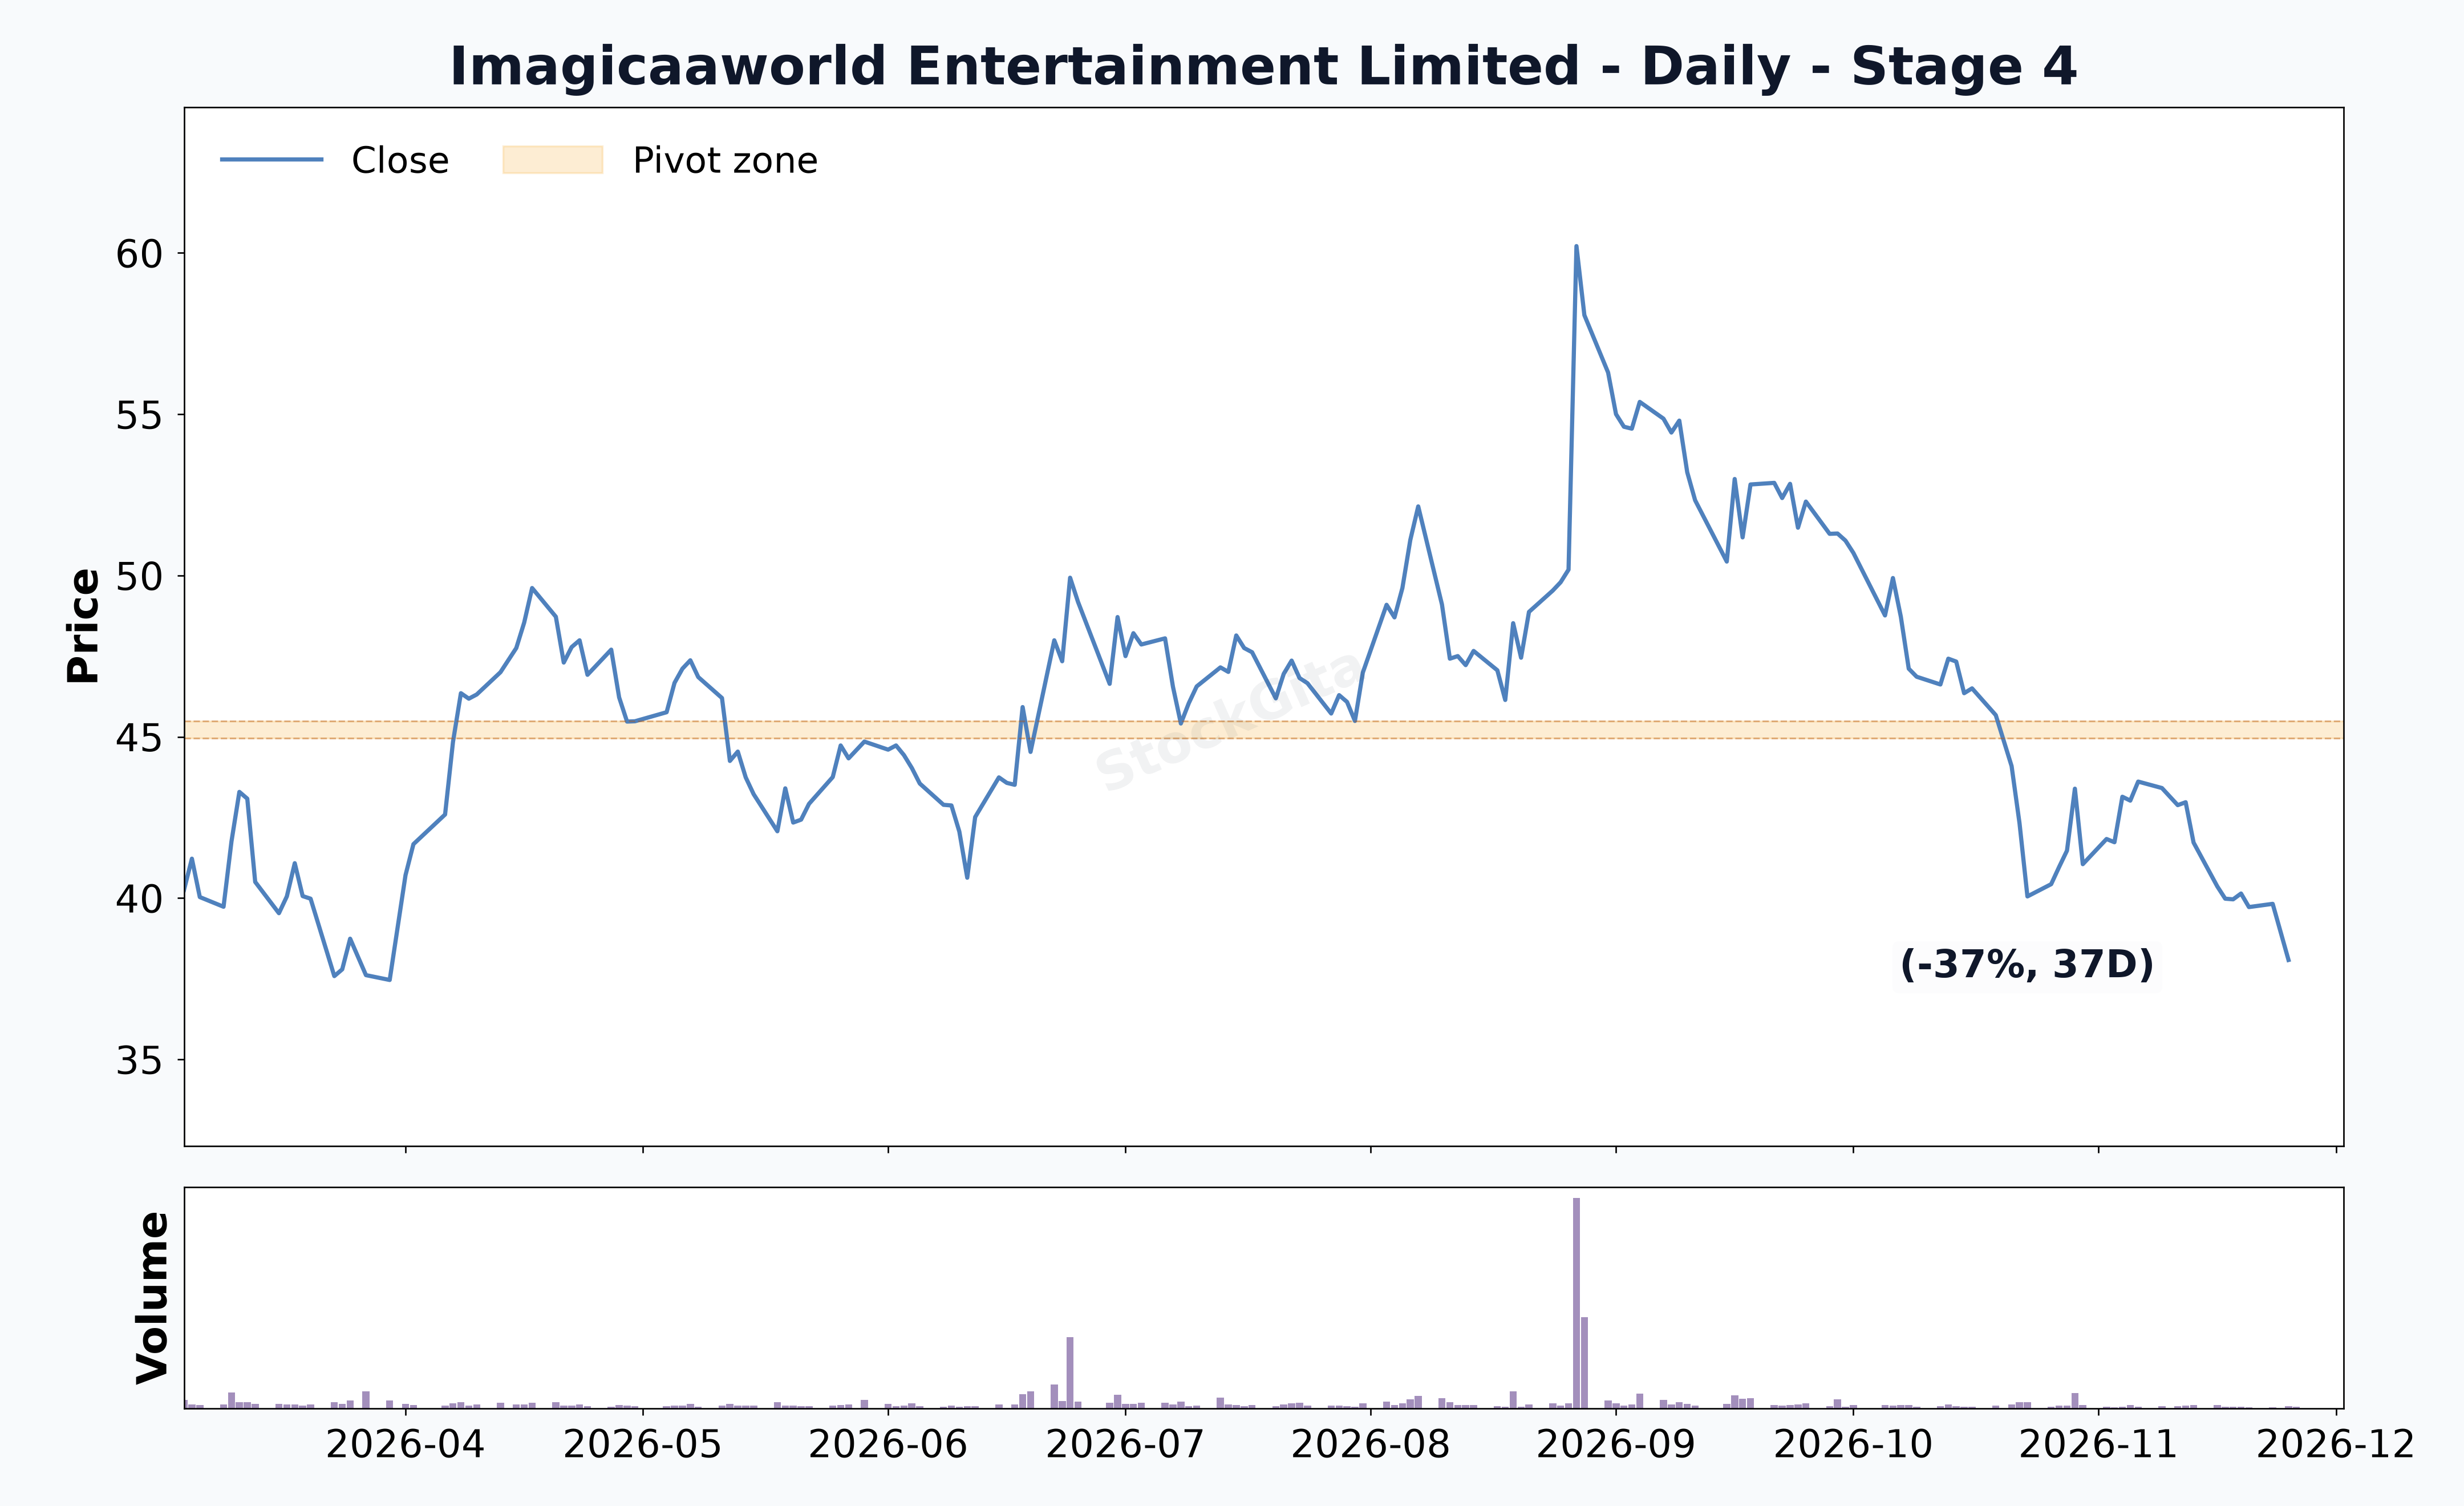 Imagicaaworld Entertainment Limited - Daily - Stage 4
Close
Pivot zone
Price
60
55
50
45
40
35
StockGita
(-37%, 37D)
Volume
2026-04
2026-05
2026-06
2026-07
2026-08
2026-09
2026-10
2026-11
2026-12